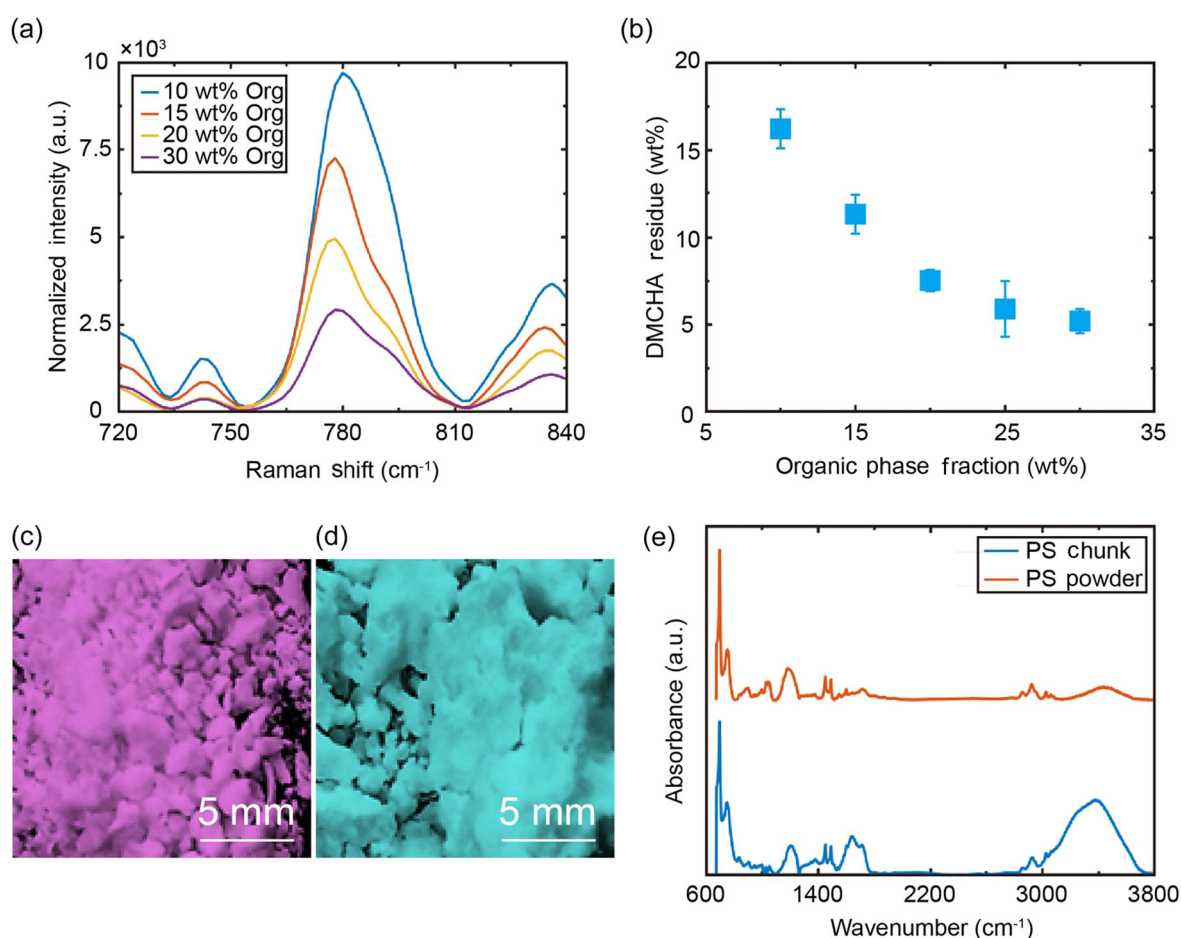 (a)
×10³
10
7.5
5
2.5
0
Normalized intensity (a.u.)
10 wt% Org
15 wt% Org
20 wt% Org
30 wt% Org
720 750 780 810 840
Raman shift (cm⁻¹)
(b)
20
15
10
5
0
DMCHA residue (wt%)
5 15 25 35
Organic phase fraction (wt%)
(c)
5 mm
(d)
5 mm
(e)
PS chunk
PS powder
Absorbance (a.u.)
600 1400 2200 3000 3800
Wavenumber (cm⁻¹)